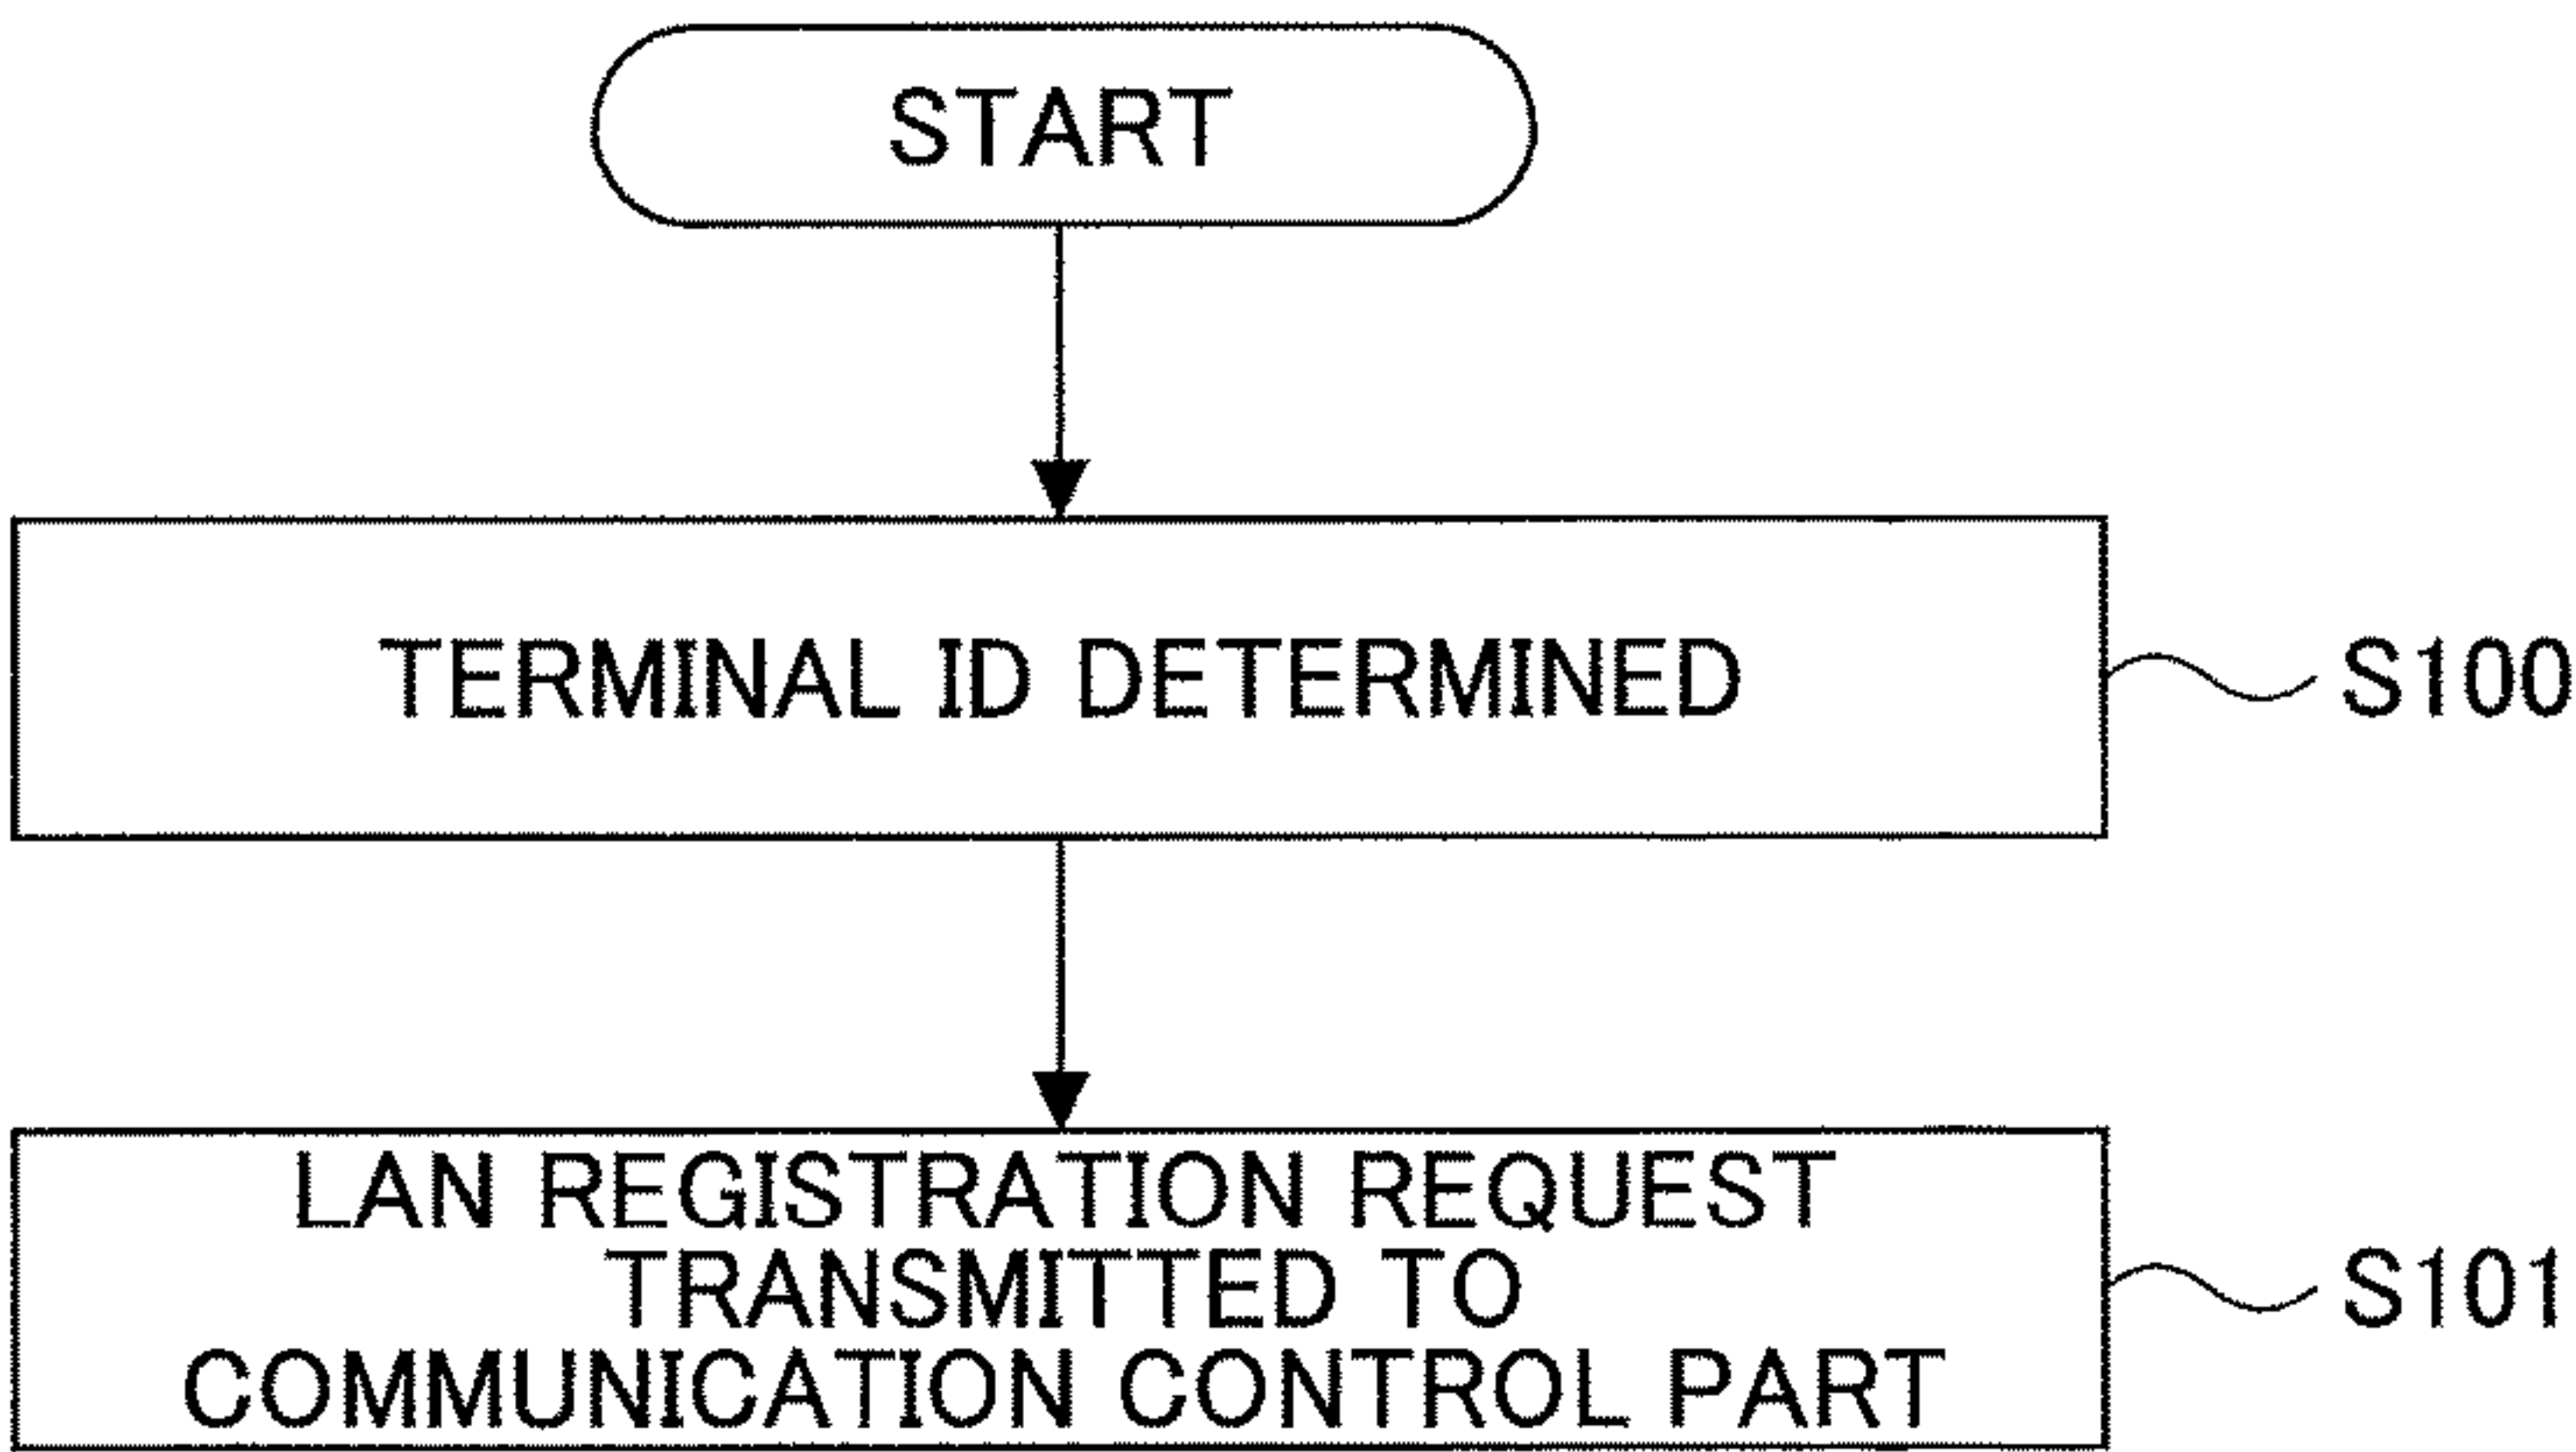 START
TERMINAL ID DETERMINED
S100
LAN REGISTRATION REQUEST
TRANSMITTED TO
COMMUNICATION CONTROL PART
S101